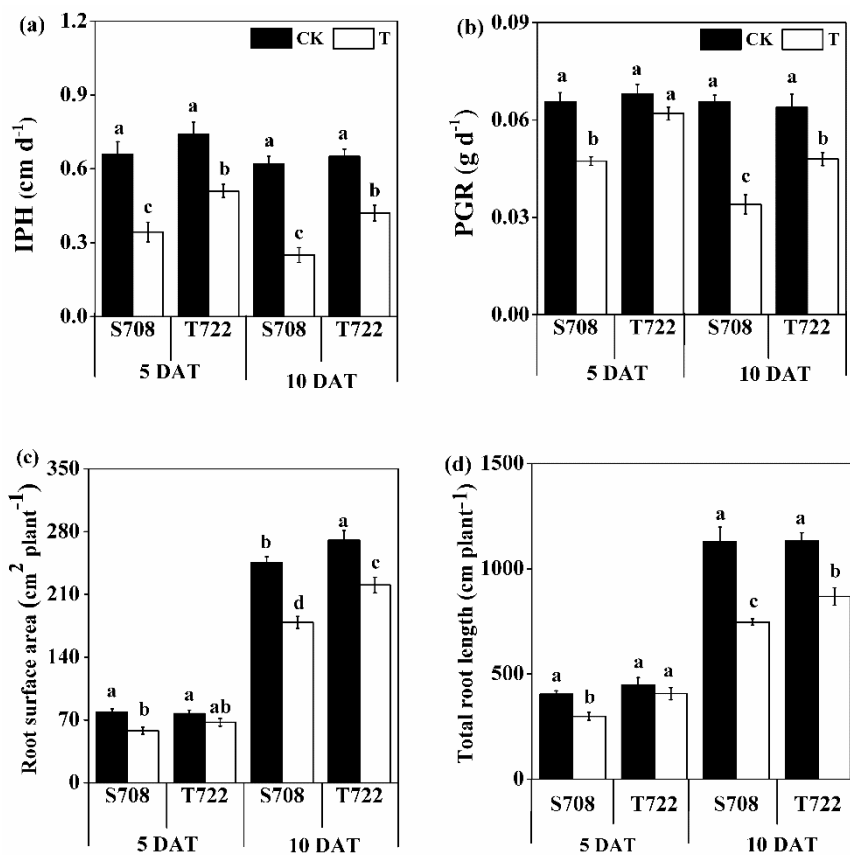 (a)
1.2
0.9
0.6
0.3
0.0
IPH (cm d⁻¹)
CK T
a
c
a
b
a
c
a
b
S708 T722 S708 T722
5 DAT 10 DAT
(b)
0.09
0.06
0.03
0.00
PGR (g d⁻¹)
CK T
a
b
a
a
a
c
a
b
S708 T722 S708 T722
5 DAT 10 DAT
(c)
350
280
210
140
70
0
Root surface area (cm² plant⁻¹)
a
b
a
ab
b
d
a
c
S708 T722 S708 T722
5 DAT 10 DAT
(d)
1500
1000
500
0
Total root length (cm plant⁻¹)
a
b
a
a
a
c
a
b
S708 T722 S708 T722
5 DAT 10 DAT